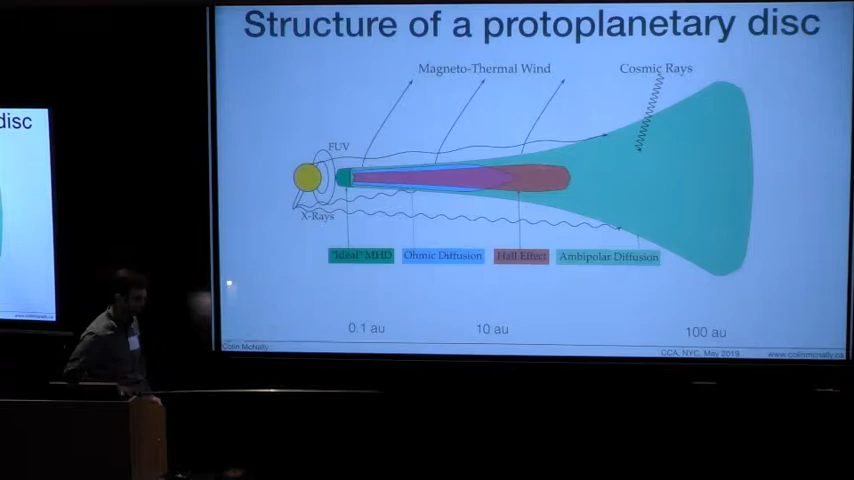 Structure of a protoplanetary disc
disc
Magneto-Thermal Wind
Cosmic Rays
FUV
X-Rays
"Ideal" MHD
Ohmic Diffusion
Hall Effect
Ambipolar Diffusion
0.1 au
10 au
100 au
Colin McNally
CCA, NYC, May 2019
www.colinmcnally.ca